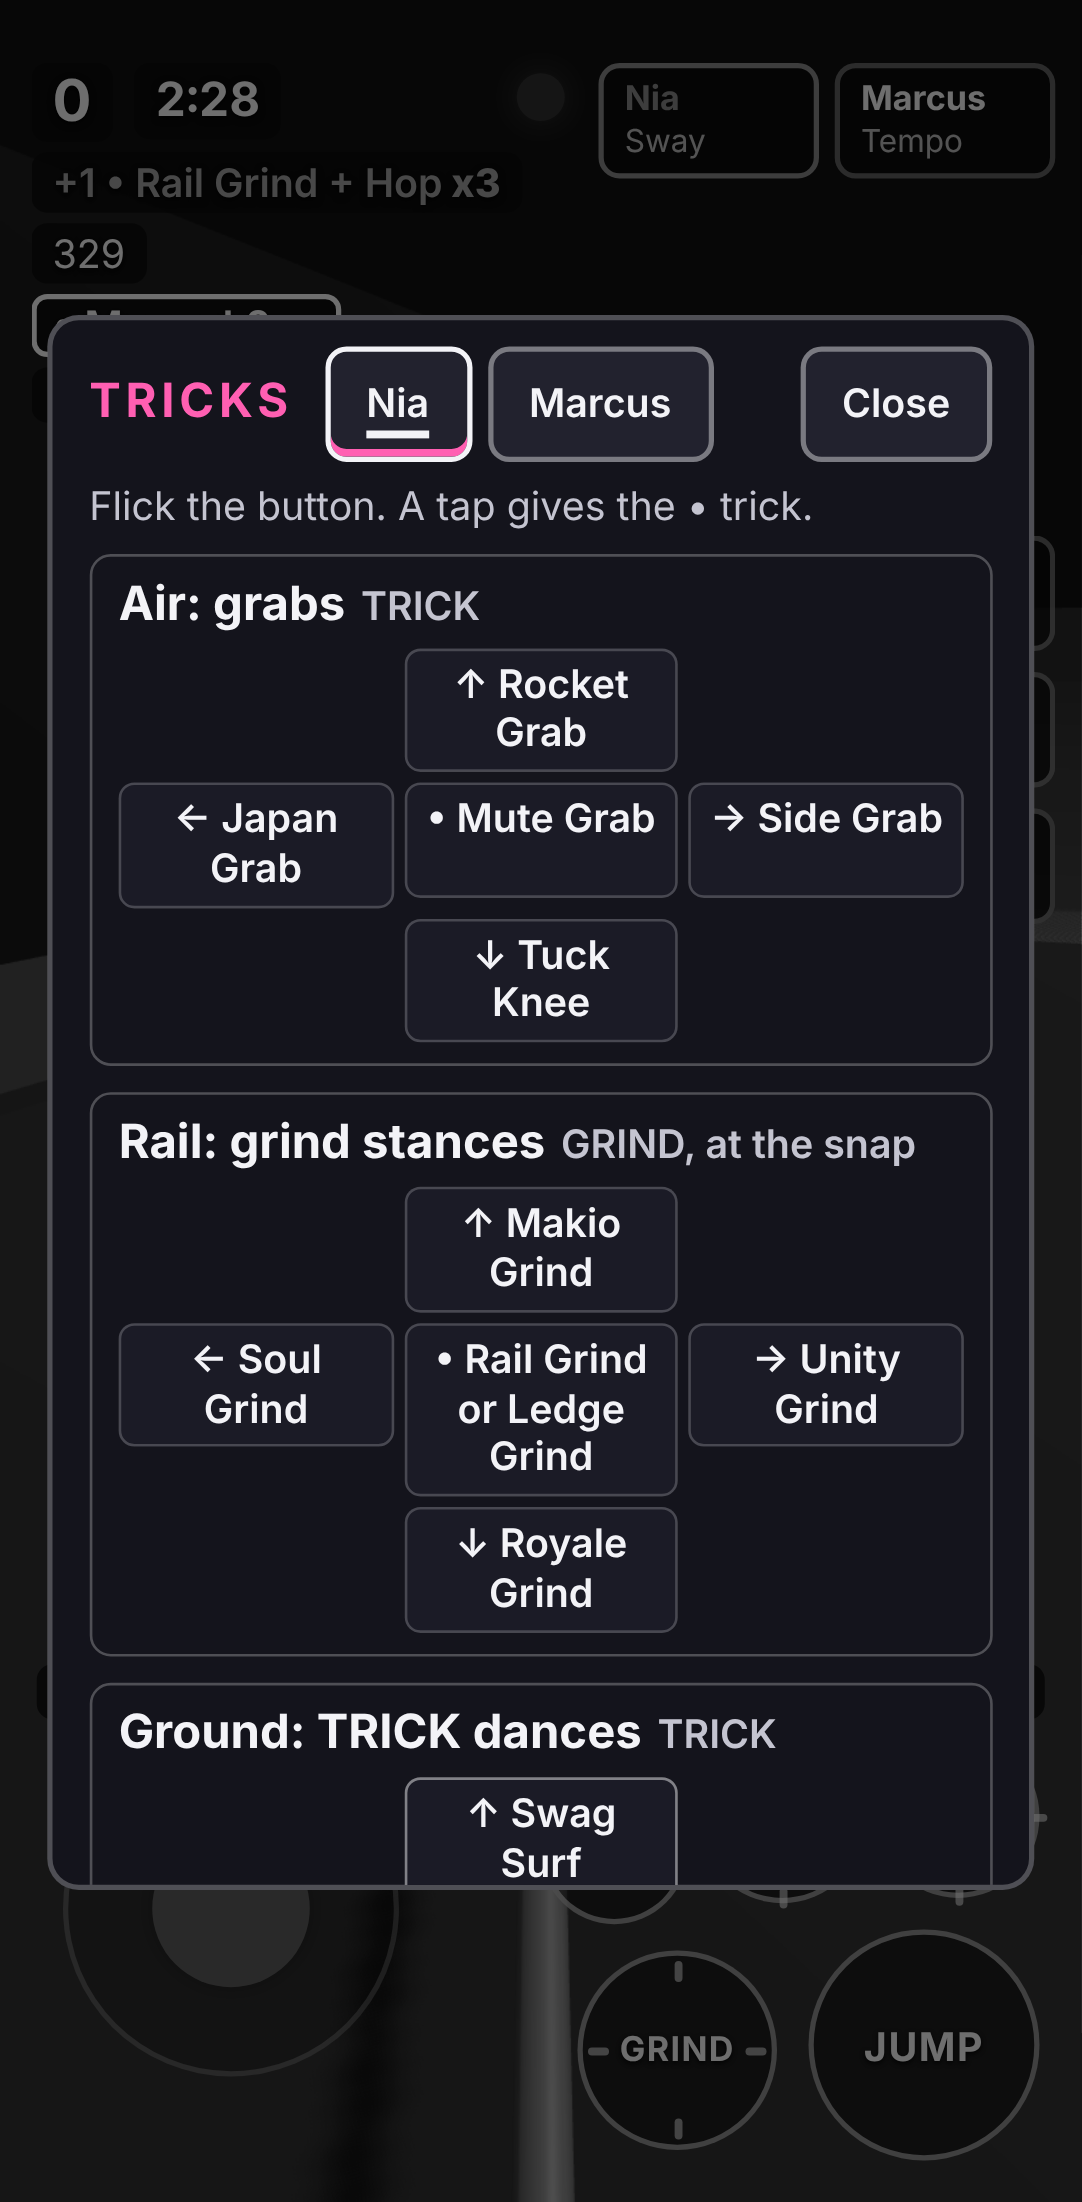 0
2:28
Nia
Sway
Marcus
Tempo
+1 • Rail Grind + Hop x3
329
TRICKS
Nia
Marcus
Close
Flick the button. A tap gives the • trick.
Air: grabs TRICK
↑ Rocket
Grab
← Japan
Grab
• Mute Grab
→ Side Grab
↓ Tuck
Knee
Rail: grind stances GRIND, at the snap
↑ Makio
Grind
← Soul
Grind
• Rail Grind
or Ledge
Grind
→ Unity
Grind
↓ Royale
Grind
Ground: TRICK dances TRICK
↑ Swag
Surf
GRIND
JUMP